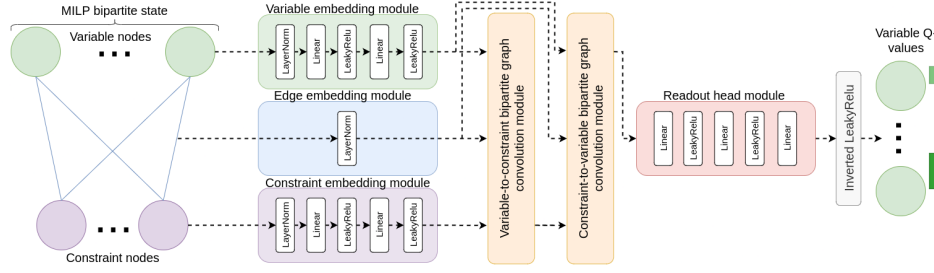 MILP bipartite state
Variable nodes
Constraint nodes
Variable embedding module
LayerNorm
Linear
LeakyRelu
Linear
LeakyRelu
Edge embedding module
LayerNorm
Constraint embedding module
LayerNorm
Linear
LeakyRelu
Linear
LeakyRelu
Variable-to-constraint bipartite graph
convolution module
Constraint-to-variable bipartite graph
convolution module
Readout head module
Linear
LeakyRelu
Linear
LeakyRelu
Linear
Inverted LeakyRelu
Variable Q-
values